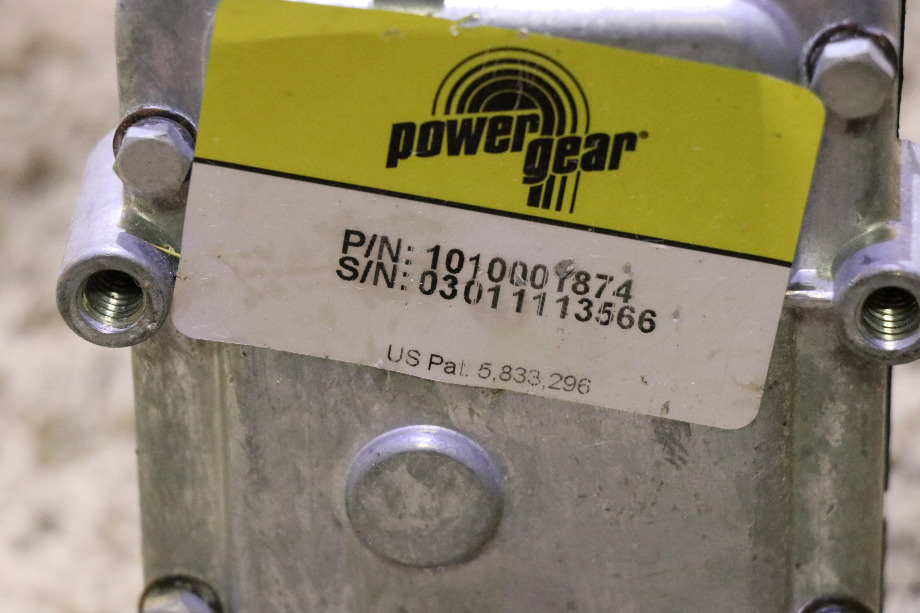 power
gear®
P/N: 1010001874
S/N: 03011113566
US Pat. 5,833,296